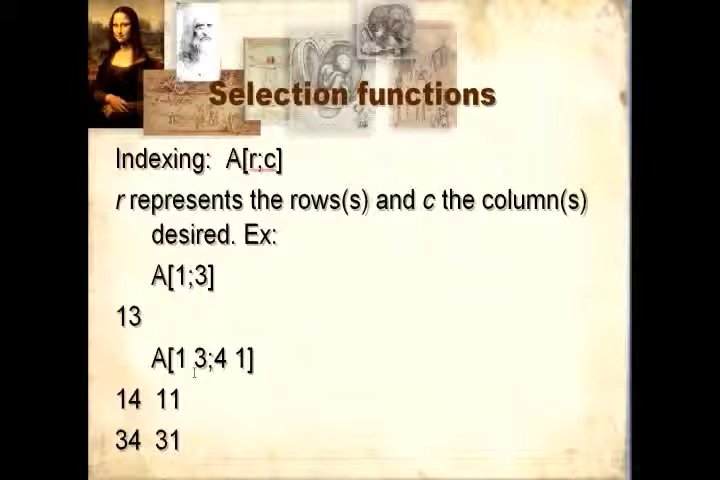 Selection functions
Indexing: A[r;c]
r represents the rows(s) and c the column(s)
desired. Ex:
A[1;3]
13
A[1 3;4 1]
14 11
34 31